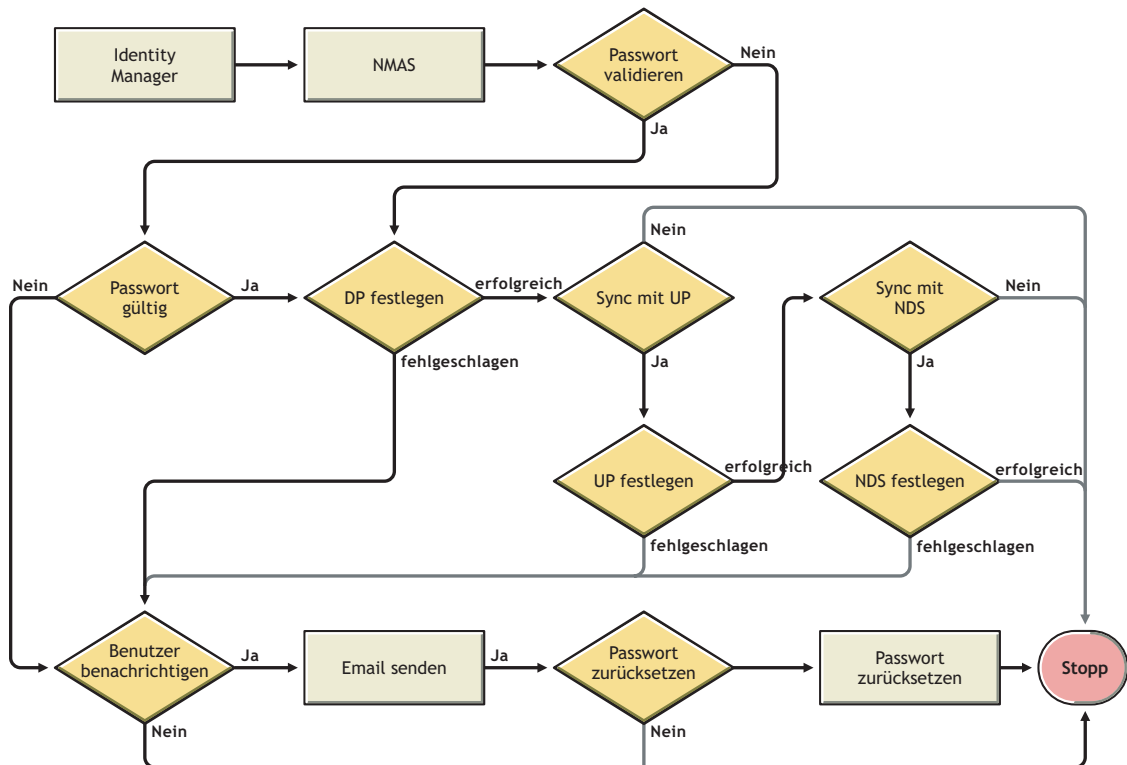 Identity
Manager
NMAS
Passwort
validieren
Nein
Ja
Nein
Passwort
gültig
Ja
DP festlegen
erfolgreich
fehlgeschlagen
Nein
Sync mit UP
Ja
Sync mit
NDS
Nein
Ja
UP festlegen
erfolgreich
fehlgeschlagen
NDS festlegen
erfolgreich
fehlgeschlagen
Benutzer
benachrichtigen
Ja
Nein
Email senden
Ja
Passwort
zurücksetzen
Nein
Passwort
zurücksetzen
Stopp